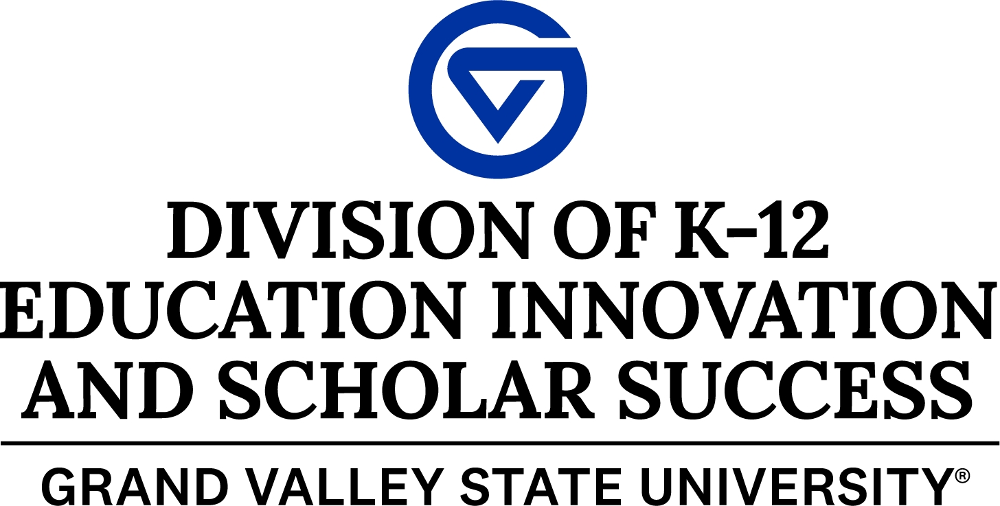 DIVISION OF K-12
EDUCATION INNOVATION
AND SCHOLAR SUCCESS
GRAND VALLEY STATE UNIVERSITY®